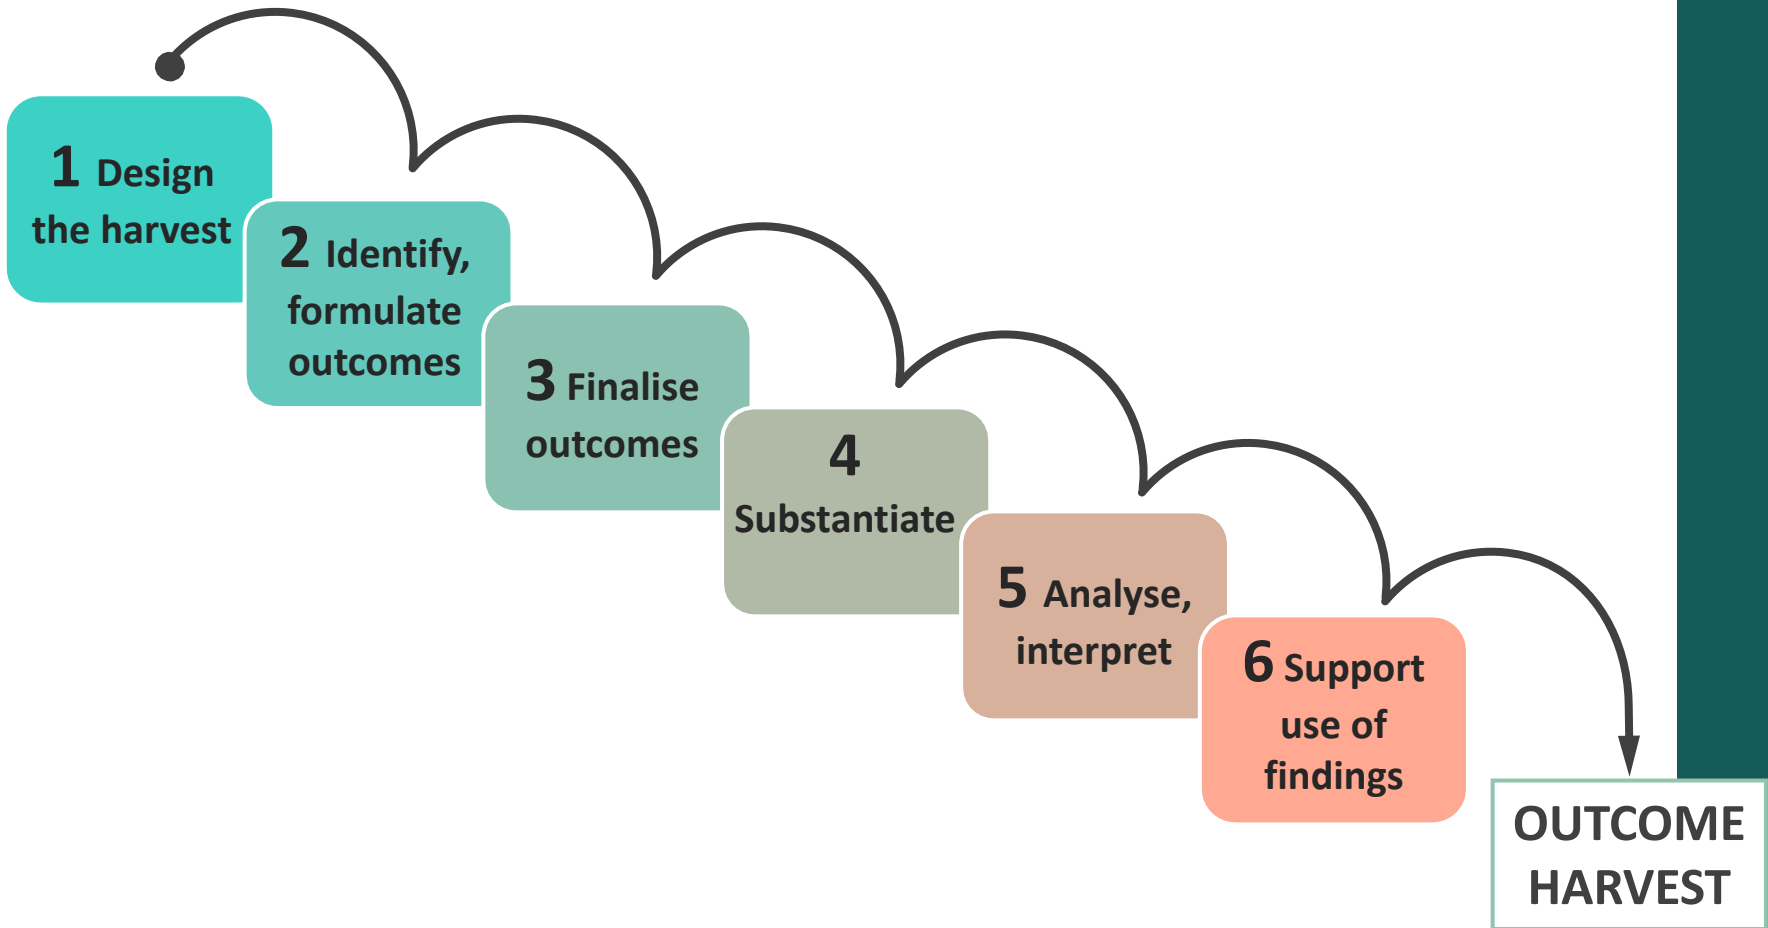 1 Design
the harvest
2 Identify,
formulate
outcomes
3 Finalise
outcomes
4
Substantiate
5 Analyse,
interpret
6 Support
use of
findings
OUTCOME
HARVEST